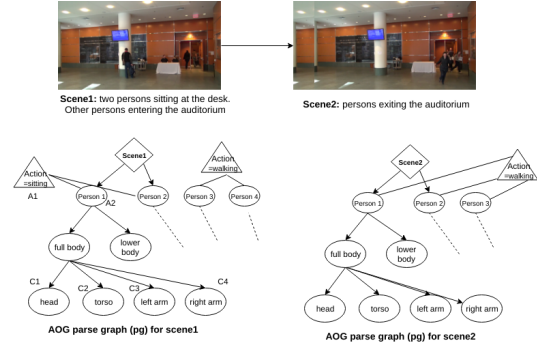 Scene1: two persons sitting at the desk.
Other persons entering the auditorium
Scene2: persons exiting the auditorium
Scene1
Action
=sitting
A1
Person 1
A2
Person 2
Action
=walking
Person 3
Person 4
full body
lower
body
C1
C2
C3
C4
head
torso
left arm
right arm
AOG parse graph (pg) for scene1
Scene2
Action
=walking
Person 1
Person 2
Person 3
full body
lower
body
head
torso
left arm
right arm
AOG parse graph (pg) for scene2